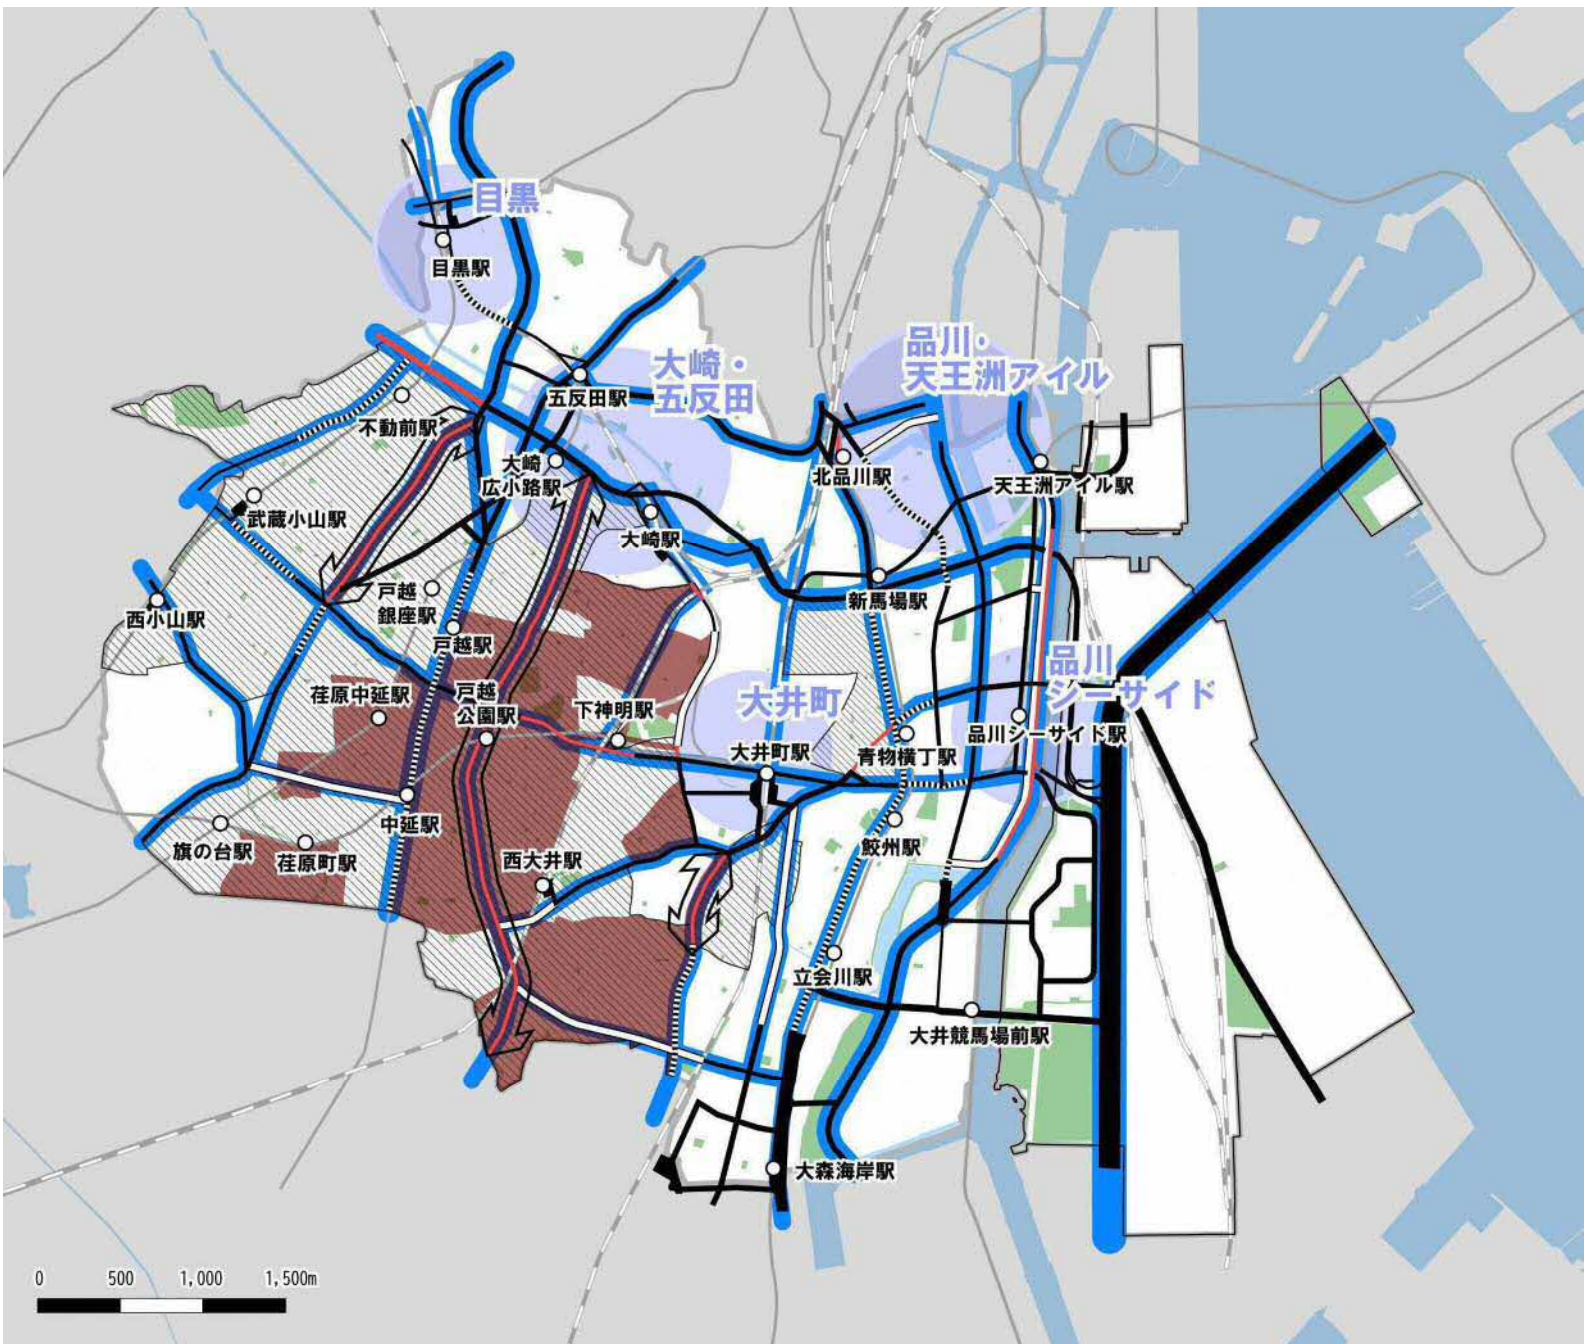 目黒
目黒駅
大崎・
五反田
品川・
天王洲アイル
五反田駅
不動前駅
大崎
広小路駅
北品川駅
天王洲アイル駅
武蔵小山駅
大崎駅
戸越
銀座駅
新馬場駅
西小山駅
戸越駅
品川
シーサイド
荏原中延駅
戸越
公園駅
下神明駅
大井町
大井町駅
青物横丁駅
品川シーサイド駅
中延駅
旗の台駅
荏原町駅
西大井駅
鮫州駅
立会川駅
大井競馬場前駅
大森海岸駅
0 500 1,000 1,500m